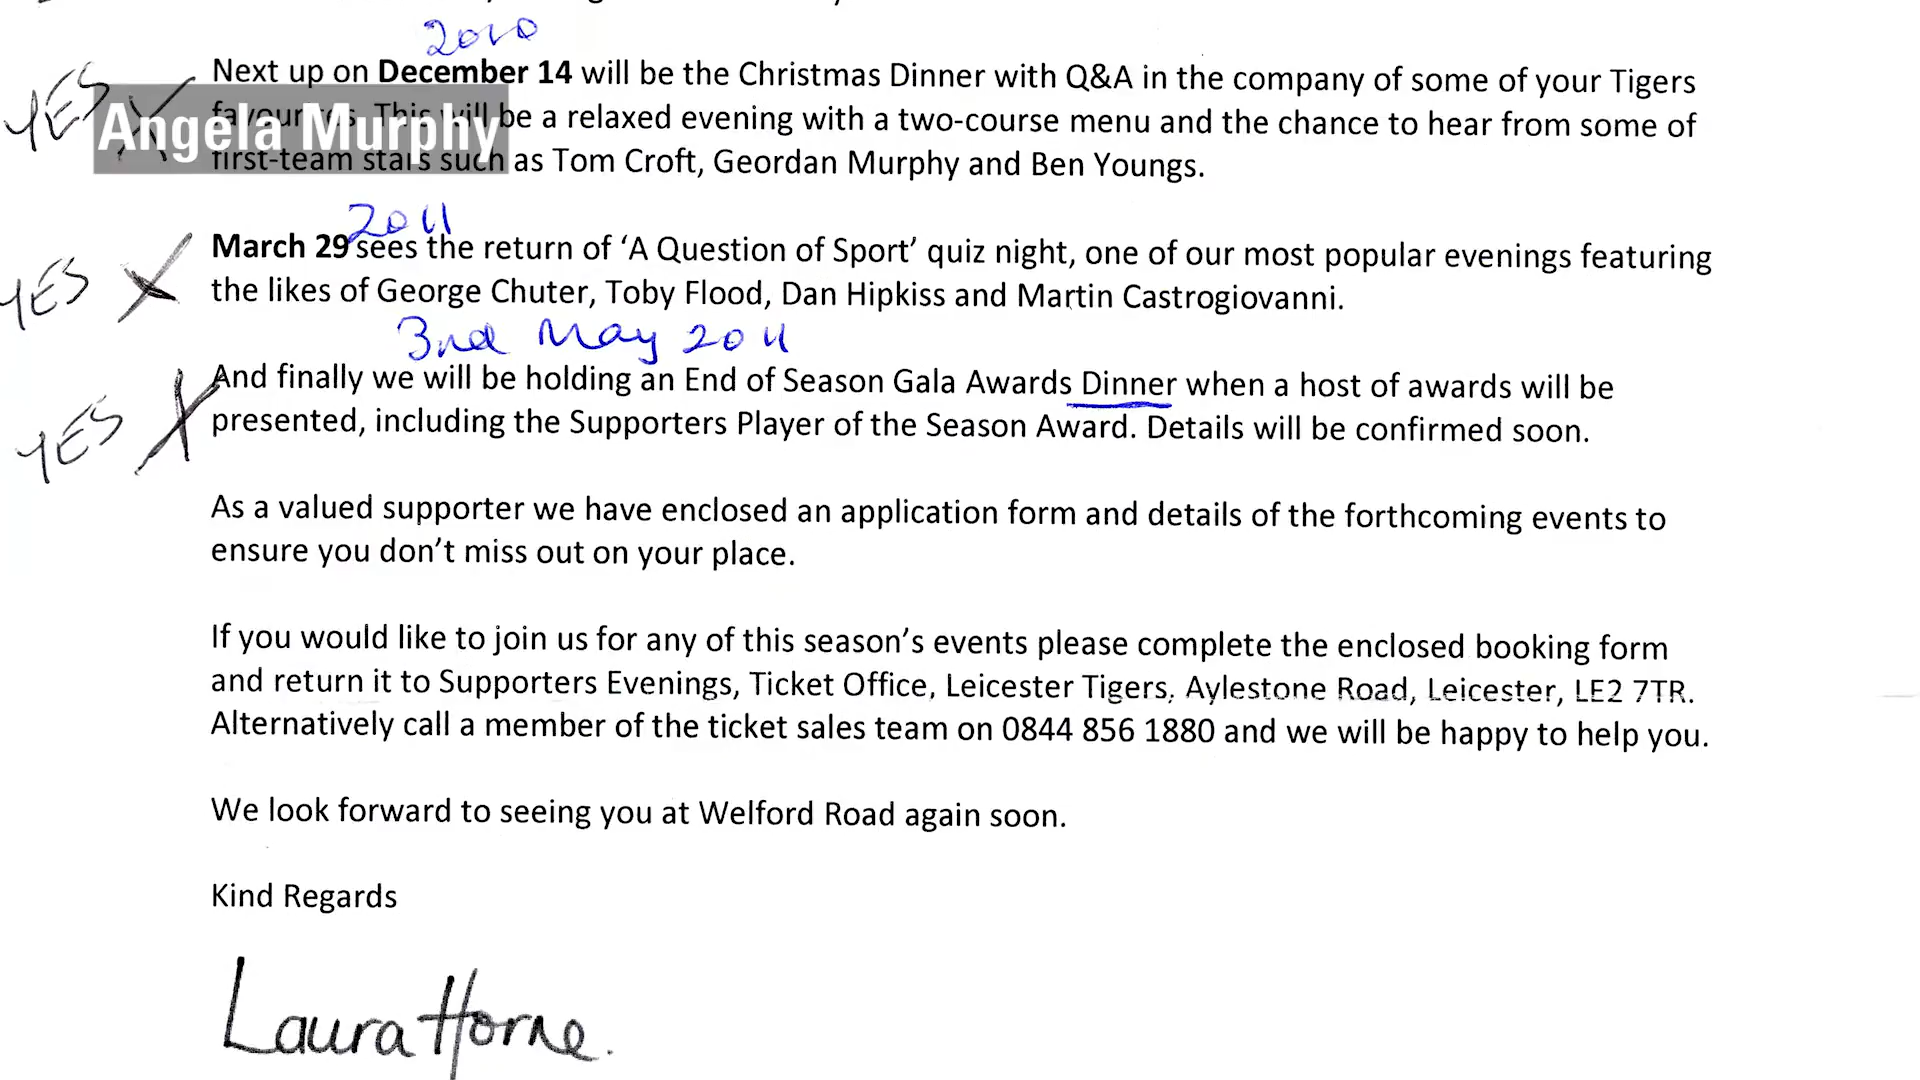 2010
Next up on December 14 will be the Christmas Dinner with Q&A in the company of some of your Tigers
YES X favourites. This will be a relaxed evening with a two-course menu and the chance to hear from some of
Angela Murphy
first-team stars such as Tom Croft, Geordan Murphy and Ben Youngs.
2011
March 29 sees the return of ‘A Question of Sport’ quiz night, one of our most popular evenings featuring
YES X the likes of George Chuter, Toby Flood, Dan Hipkiss and Martin Castrogiovanni.
3rd May 2011
And finally we will be holding an End of Season Gala Awards Dinner when a host of awards will be
YES X presented, including the Supporters Player of the Season Award. Details will be confirmed soon.
As a valued supporter we have enclosed an application form and details of the forthcoming events to
ensure you don’t miss out on your place.
If you would like to join us for any of this season’s events please complete the enclosed booking form
and return it to Supporters Evenings, Ticket Office, Leicester Tigers, Aylestone Road, Leicester, LE2 7TR.
Alternatively call a member of the ticket sales team on 0844 856 1880 and we will be happy to help you.
We look forward to seeing you at Welford Road again soon.
Kind Regards
Laura Horne.